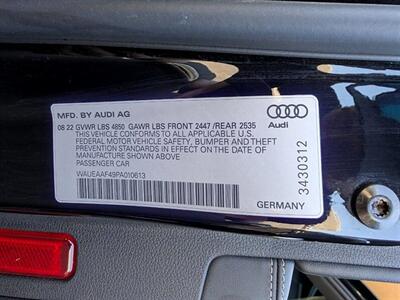 MFD. BY AUDI AG
08 22 GVWR LBS 4850 GAWR LBS FRONT 2447 /REAR 2535
THIS VEHICLE CONFORMS TO ALL APPLICABLE U.S.
FEDERAL MOTOR VEHICLE SAFETY, BUMPER AND THEFT
PREVENTION STANDARDS IN EFFECT ON THE DATE OF
MANUFACTURE SHOWN ABOVE.
PASSENGER CAR
WAUEAAF49PA010613
Audi
3430312
GERMANY